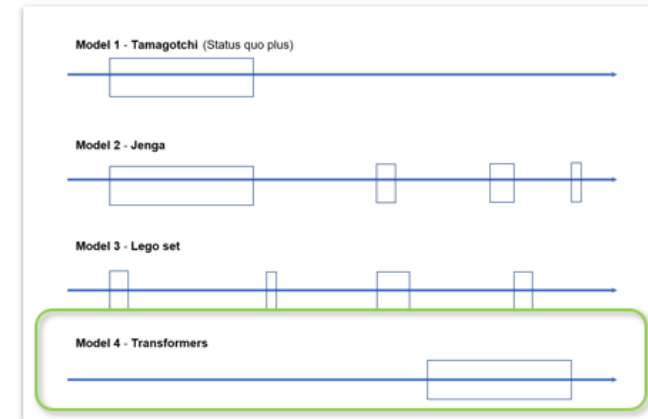 Model 1 - Tamagotchi (Status quo plus)
Model 2 - Jenga
Model 3 - Lego set
Model 4 - Transformers